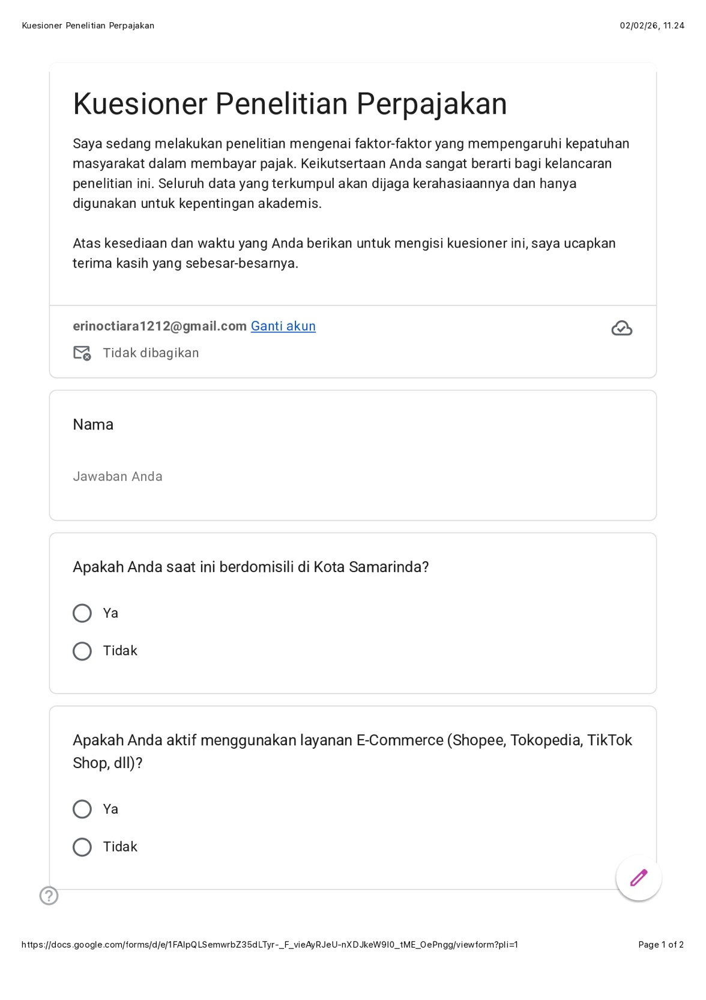 Kuesioner Penelitian Perpajakan 02/02/26, 11.24
Kuesioner Penelitian Perpajakan
Saya sedang melakukan penelitian mengenai faktor-faktor yang mempengaruhi kepatuhan
masyarakat dalam membayar pajak. Keikutsertaan Anda sangat berarti bagi kelancaran
penelitian ini. Seluruh data yang terkumpul akan dijaga kerahasiaannya dan hanya
digunakan untuk kepentingan akademis.
Atas kesediaan dan waktu yang Anda berikan untuk mengisi kuesioner ini, saya ucapkan
terima kasih yang sebesar-besarnya.
erinoctiara1212@gmail.com Ganti akun
Tidak dibagikan
Nama
Jawaban Anda
Apakah Anda saat ini berdomisili di Kota Samarinda?
Ya
Tidak
Apakah Anda aktif menggunakan layanan E-Commerce (Shopee, Tokopedia, TikTok
Shop, dll)?
Ya
Tidak
https://docs.google.com/forms/d/e/1FAIpQLSemwrbZ35dLTyr-_F_vieAyRJeU-nXDJkeW9I0_tME_OePngg/viewform?pli=1 Page 1 of 2